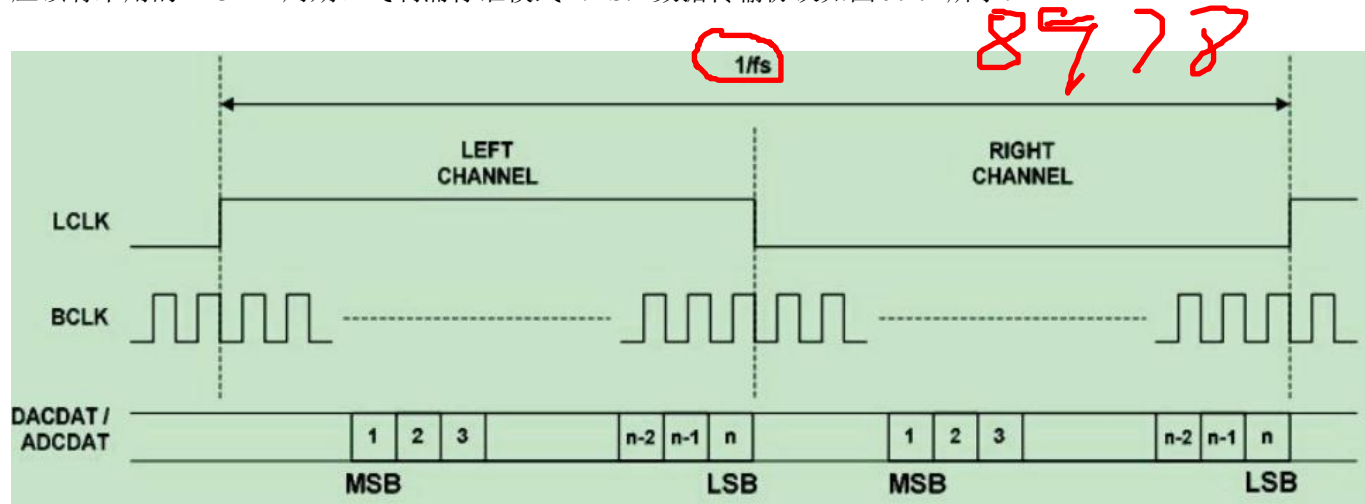 1/fs
8978
LEFT
CHANNEL
RIGHT
CHANNEL
LCLK
BCLK
DACDAT /
ADCDAT
1 2 3 n-2 n-1 n 1 2 3 n-2 n-1 n
MSB LSB MSB LSB